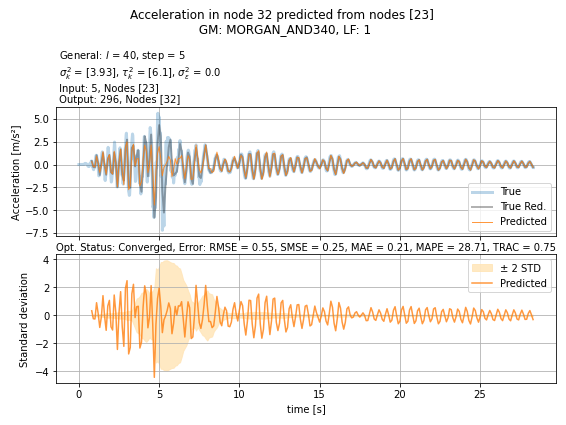 Acceleration in node 32 predicted from nodes [23]
GM: MORGAN_AND340, LF: 1
General: l = 40, step = 5
σ²ₖ = [3.93], τ²ₖ = [6.1], σ²ε = 0.0
Input: 5, Nodes [23]
Output: 296, Nodes [32]
Acceleration [m/s²]
5.0
2.5
0.0
−2.5
−5.0
−7.5
True
True Red.
Predicted
Opt. Status: Converged, Error: RMSE = 0.55, SMSE = 0.25, MAE = 0.21, MAPE = 28.71, TRAC = 0.75
Standard deviation
4
2
0
−2
−4
± 2 STD
Predicted
0 5 10 15 20 25
time [s]